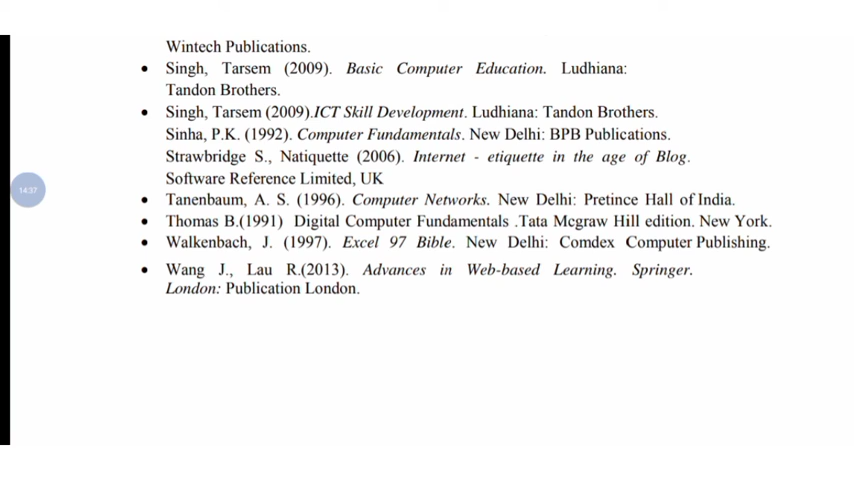 Wintech Publications.
• Singh, Tarsem (2009). Basic Computer Education. Ludhiana:
Tandon Brothers.
• Singh, Tarsem (2009).ICT Skill Development. Ludhiana: Tandon Brothers.
Sinha, P.K. (1992). Computer Fundamentals. New Delhi: BPB Publications.
Strawbridge S., Natiquette (2006). Internet - etiquette in the age of Blog.
Software Reference Limited, UK
14:37
• Tanenbaum, A. S. (1996). Computer Networks. New Delhi: Pretince Hall of India.
• Thomas B.(1991) Digital Computer Fundamentals .Tata Mcgraw Hill edition. New York.
• Walkenbach, J. (1997). Excel 97 Bible. New Delhi: Comdex Computer Publishing.
• Wang J., Lau R.(2013). Advances in Web-based Learning. Springer.
London: Publication London.